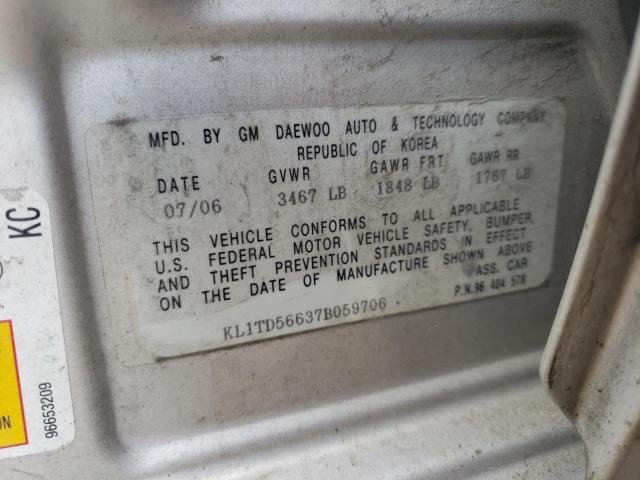 MFD. BY GM DAEWOO AUTO & TECHNOLOGY COMPANY
REPUBLIC OF KOREA
DATE GVWR GAWR FRT GAWR RR
07/06 3467 LB 1848 LB 1767 LB
THIS VEHICLE CONFORMS TO ALL APPLICABLE
U.S. FEDERAL MOTOR VEHICLE SAFETY, BUMPER,
AND THEFT PREVENTION STANDARDS IN EFFECT
ON THE DATE OF MANUFACTURE SHOWN ABOVE
PASS. CAR
P.N.96 404 578
KL1TD56637B059706
KC
96653209